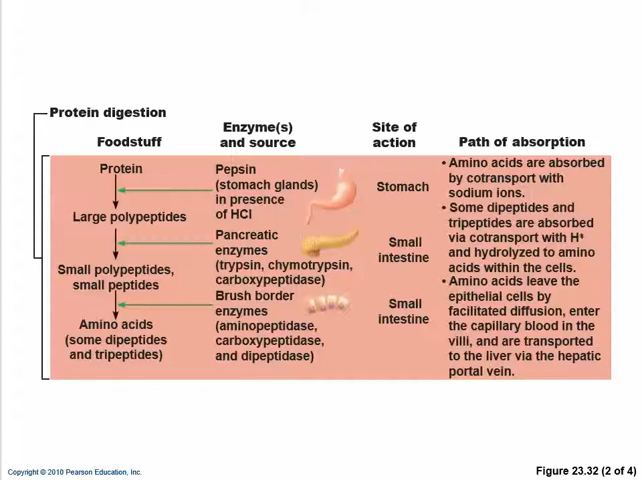 Protein digestion
Foodstuff
Enzyme(s)
and source
Site of
action
Path of absorption
Protein
Large polypeptides
Small polypeptides,
small peptides
Amino acids
(some dipeptides
and tripeptides)
Pepsin
(stomach glands)
in presence
of HCl
Pancreatic
enzymes
(trypsin, chymotrypsin,
carboxypeptidase)
Brush border
enzymes
(aminopeptidase,
carboxypeptidase,
and dipeptidase)
Stomach
Small
intestine
Small
intestine
• Amino acids are absorbed
by cotransport with
sodium ions.
• Some dipeptides and
tripeptides are absorbed
via cotransport with H⁺
and hydrolyzed to amino
acids within the cells.
• Amino acids leave the
epithelial cells by
facilitated diffusion, enter
the capillary blood in the
villi, and are transported
to the liver via the hepatic
portal vein.
Copyright © 2010 Pearson Education, Inc.
Figure 23.32 (2 of 4)